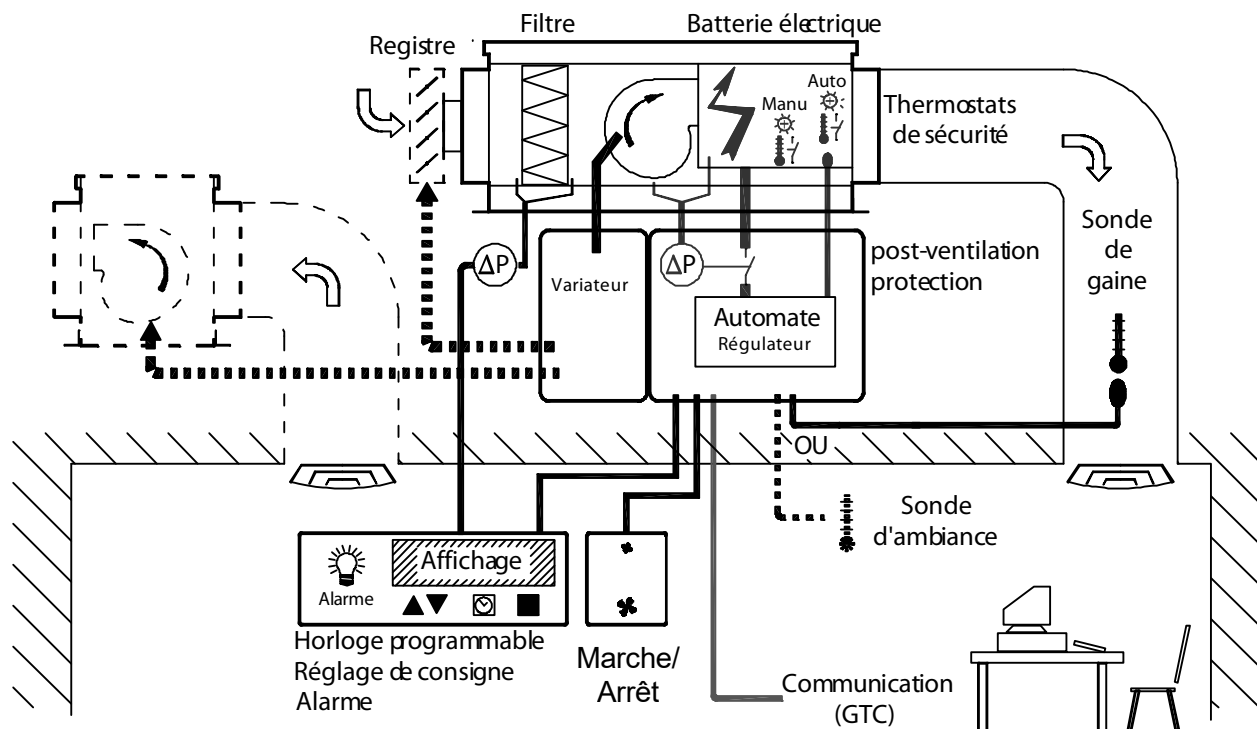 Filtre
Batterie électrique
Registre
Auto
Manu
Thermostats
de sécurité
Sonde
de
gaine
post-ventilation
protection
ΔP
Variateur
ΔP
Automate
Régulateur
OU
Sonde
d'ambiance
Affichage
Alarme
Horloge programmable
Réglage de consigne
Alarme
Marche/
Arrêt
Communication
(GTC)